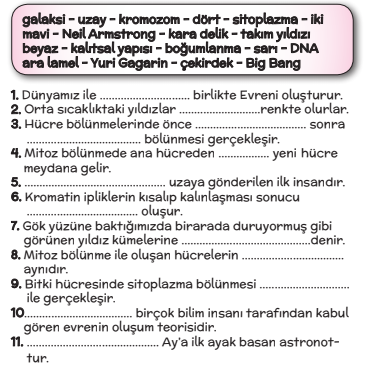 galaksi - uzay - kromozom - dört - sitoplazma - iki
mavi - Neil Armstrong - kara delik - takım yıldızı
beyaz - kalıtsal yapısı - boğumlanma - sarı - DNA
ara lamel - Yuri Gagarin - çekirdek - Big Bang
1. Dünyamız ile .............................. birlikte Evreni oluşturur.
2. Orta sıcaklıktaki yıldızlar ...........................renkte olurlar.
3. Hücre bölünmelerinde önce ..................................... sonra
...................................... bölünmesi gerçekleşir.
4. Mitoz bölünmede ana hücreden ................. yeni hücre
meydana gelir.
5. ............................................... uzaya gönderilen ilk insandır.
6. Kromatin ipliklerin kısalıp kalınlaşması sonucu
..................................... oluşur.
7. Gök yüzüne baktığımızda birarada duruyormuş gibi
görünen yıldız kümelerine ...........................................denir.
8. Mitoz bölünme ile oluşan hücrelerin ..................................
aynıdır.
9. Bitki hücresinde sitoplazma bölünmesi ..............................
ile gerçekleşir.
10.................................... birçok bilim insanı tarafından kabul
gören evrenin oluşum teorisidir.
11. ............................................ Ay'a ilk ayak basan astronot-
tur.